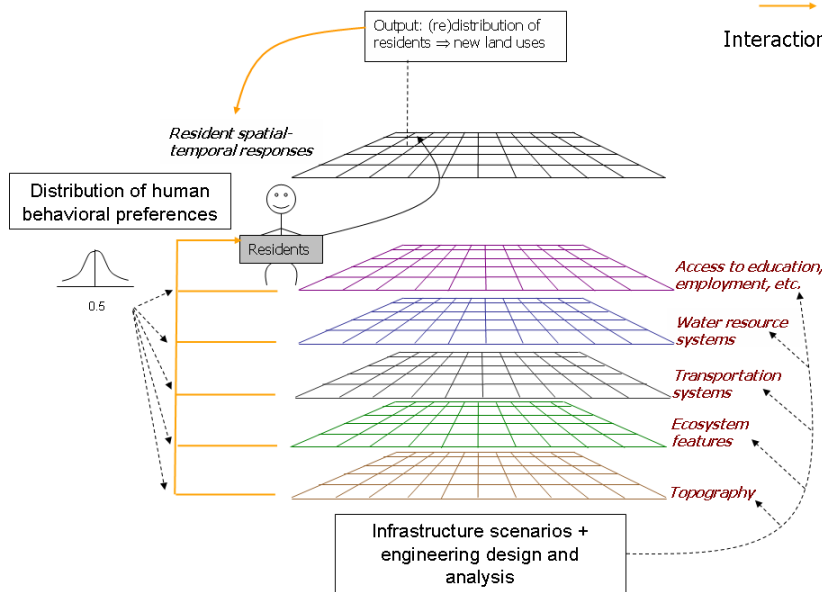 Output: (re)distribution of
residents ⇒ new land uses
Interaction
Resident spatial-
temporal responses
Distribution of human
behavioral preferences
Residents
0.5
Access to education,
employment, etc.
Water resource
systems
Transportation
systems
Ecosystem
features
Topography
Infrastructure scenarios +
engineering design and
analysis